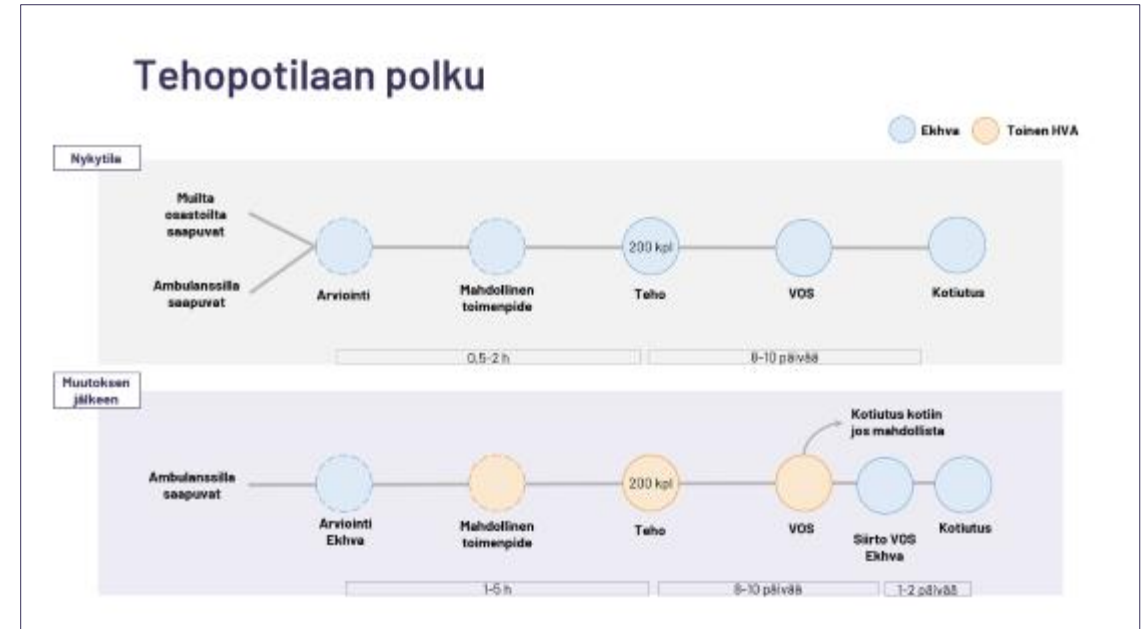 Tehopotilaan polku
Ekhva
Toinen HVA
Nykytila
Muilta
osastoilta
saapuvat
Ambulanssilla
saapuvat
Arviointi
Mahdollinen
toimenpide
200 kpl
Teho
VOS
Kotiutus
0,5-2 h
8-10 päivää
Muutoksen
jälkeen
Kotiutus kotiin
jos mahdollista
Ambulanssilla
saapuvat
Arviointi
Ekhva
Mahdollinen
toimenpide
200 kpl
Teho
VOS
Siirto VOS
Ekhva
Kotiutus
1-5 h
8-10 päivää
1-2 päivää